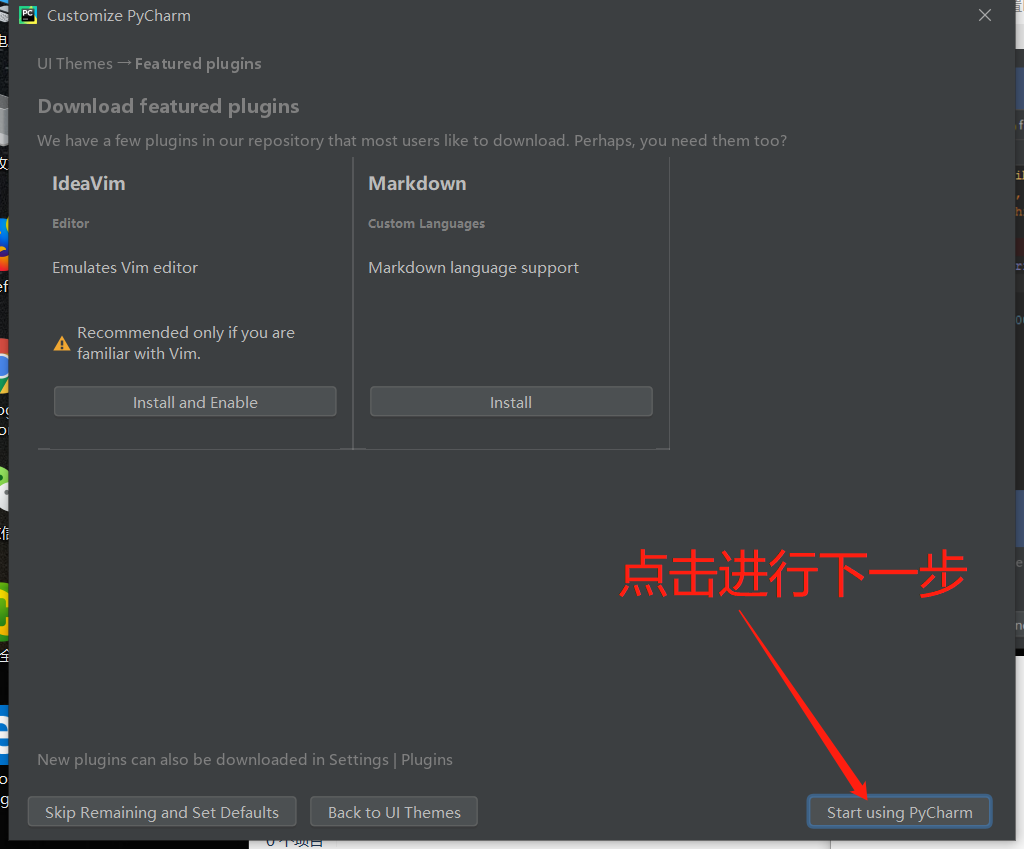 Customize PyCharm
UI Themes → Featured plugins
Download featured plugins
We have a few plugins in our repository that most users like to download. Perhaps, you need them too?
IdeaVim
Editor
Emulates Vim editor
Recommended only if you are
familiar with Vim.
Install and Enable
Markdown
Custom Languages
Markdown language support
Install
点击进行下一步
New plugins can also be downloaded in Settings | Plugins
Skip Remaining and Set Defaults
Back to UI Themes
Start using PyCharm